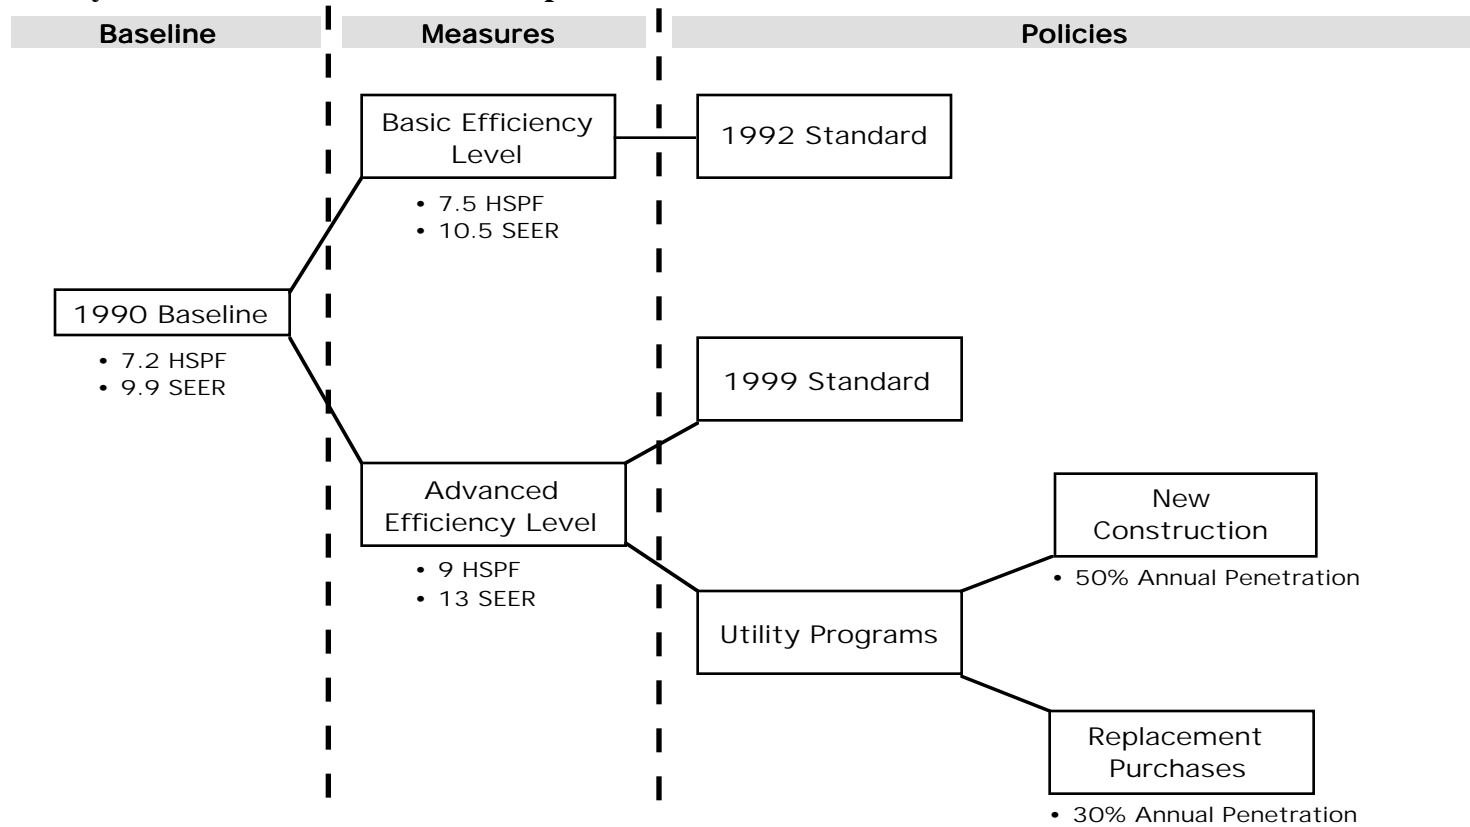 Baseline
Measures
Policies
Basic Efficiency
Level
1992 Standard
• 7.5 HSPF
• 10.5 SEER
1990 Baseline
• 7.2 HSPF
• 9.9 SEER
1999 Standard
Advanced
Efficiency Level
• 9 HSPF
• 13 SEER
New
Construction
• 50% Annual Penetration
Utility Programs
Replacement
Purchases
• 30% Annual Penetration